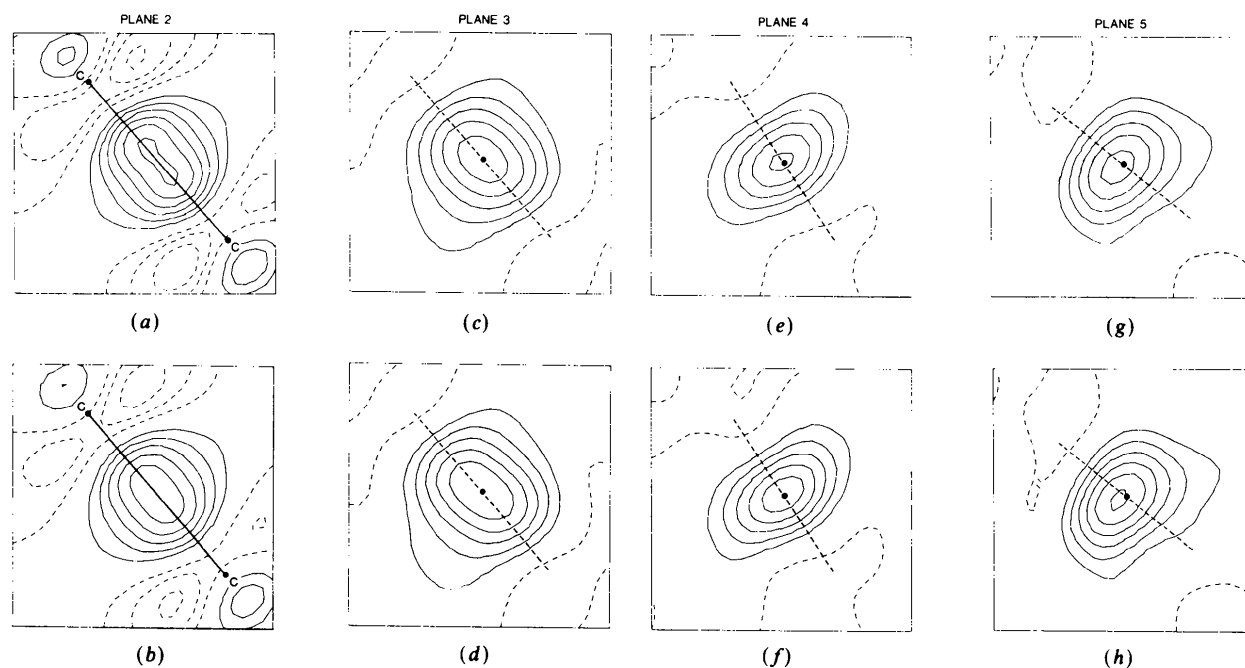 PLANE 2
PLANE 3
PLANE 4
PLANE 5
C
C
(a)
(c)
(e)
(g)
C
C
(b)
(d)
(f)
(h)